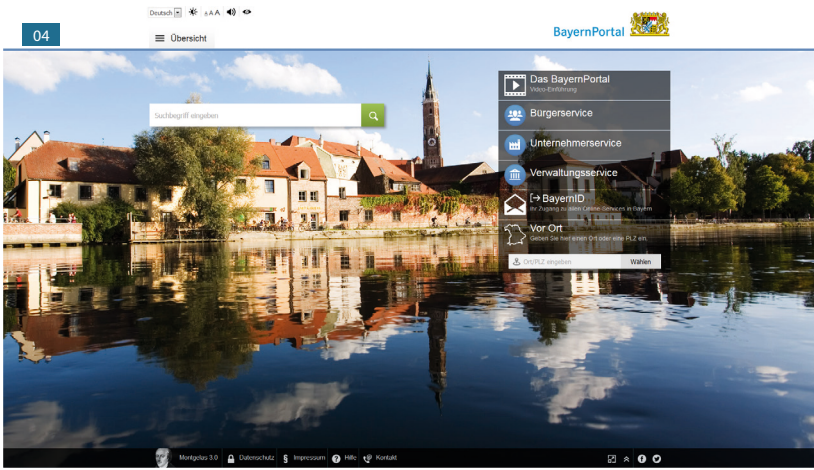 Deutsch
A A A
04
Übersicht
BayernPortal
Suchbegriff eingeben
Das BayernPortal
Video-Einführung
Bürgerservice
Unternehmerservice
Verwaltungsservice
BayernID
Ihr Zugang zu allen Online-Services in Bayern
Vor Ort
Geben Sie hier einen Ort oder eine PLZ ein.
Ort/PLZ eingeben Wählen
Montgelas 3.0 Datenschutz § Impressum ? Hilfe Kontakt